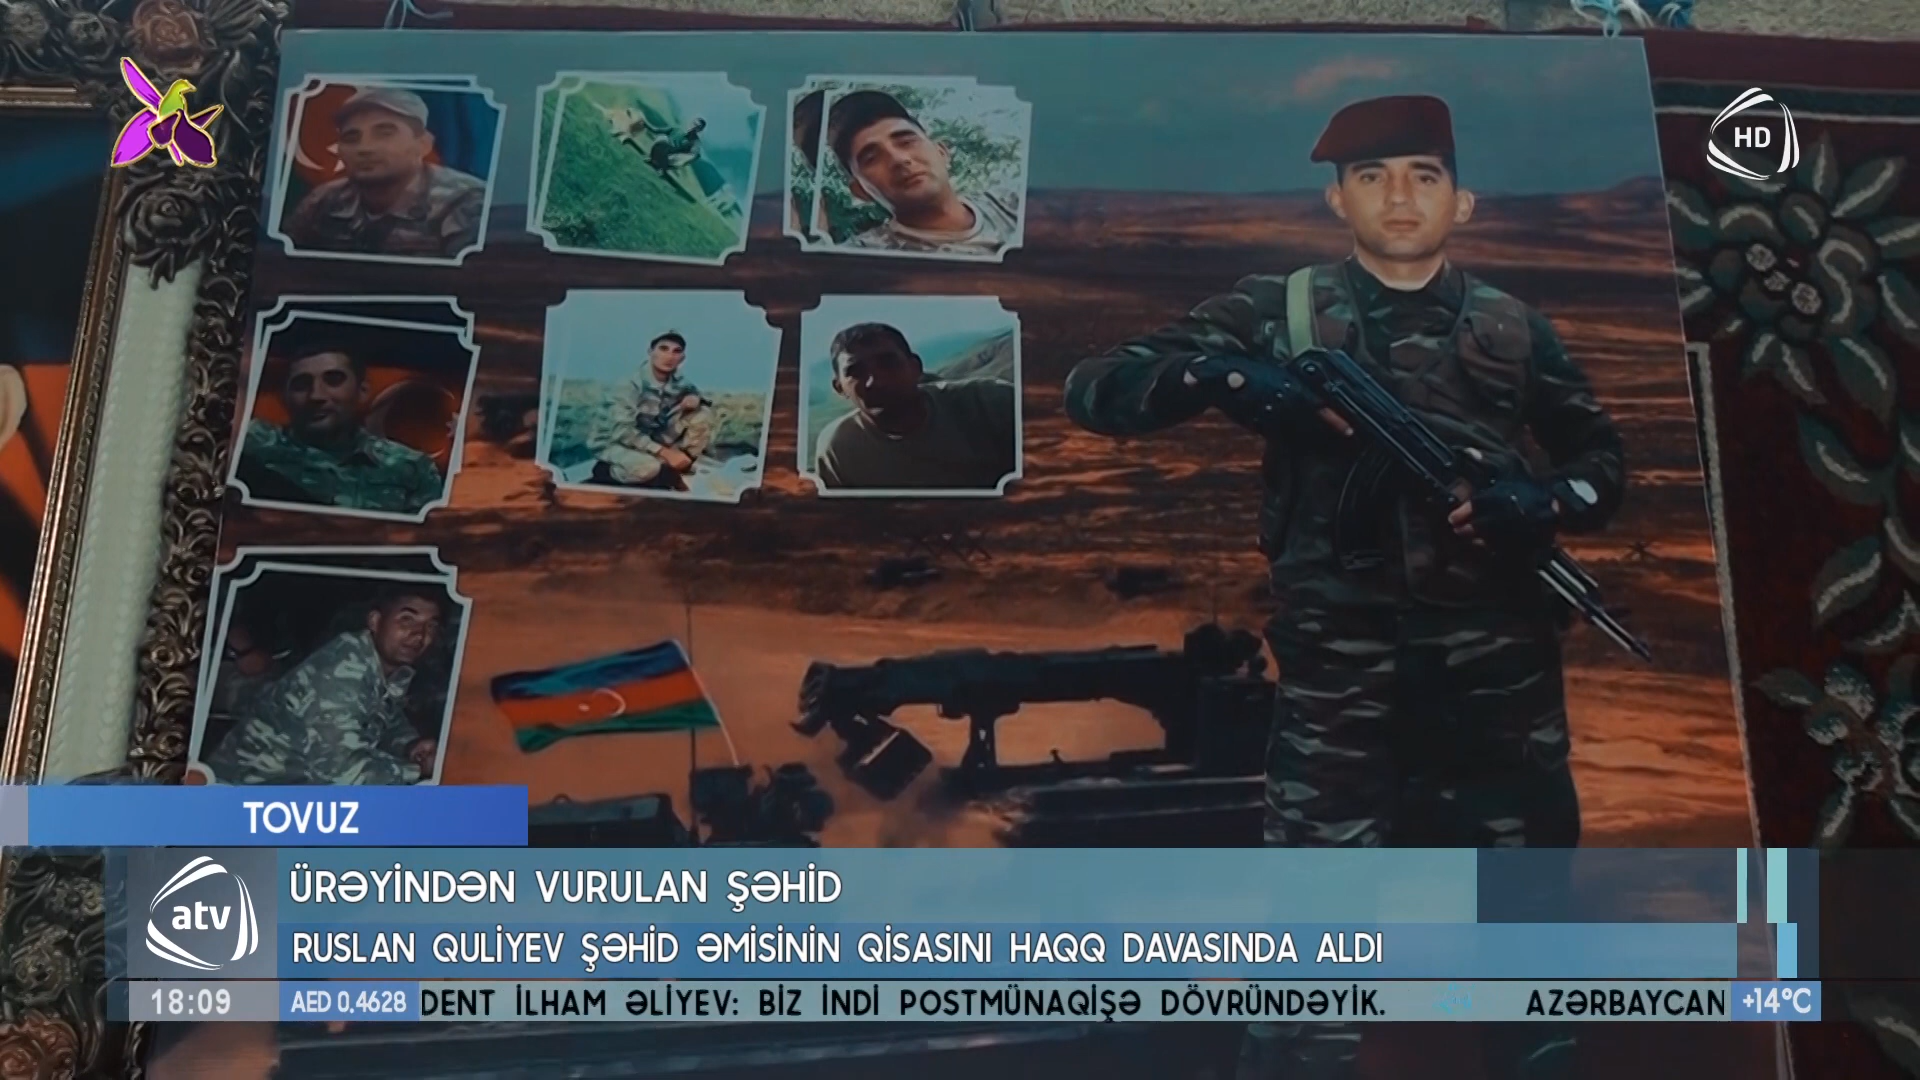 HD
TOVUZ
atv
ÜRƏYİNDƏN VURULAN ŞƏHİD
RUSLAN QULİYEV ŞƏHİD ƏMİSİNİN QİSASINI HAQQ DAVASINDA ALDI
18:09 AED 0.4628 DENT İLHAM ƏLİYEV: BİZ İNDİ POSTMÜNAQİŞƏ DÖVRÜNDƏYİK. AZƏRBAYCAN +14°C